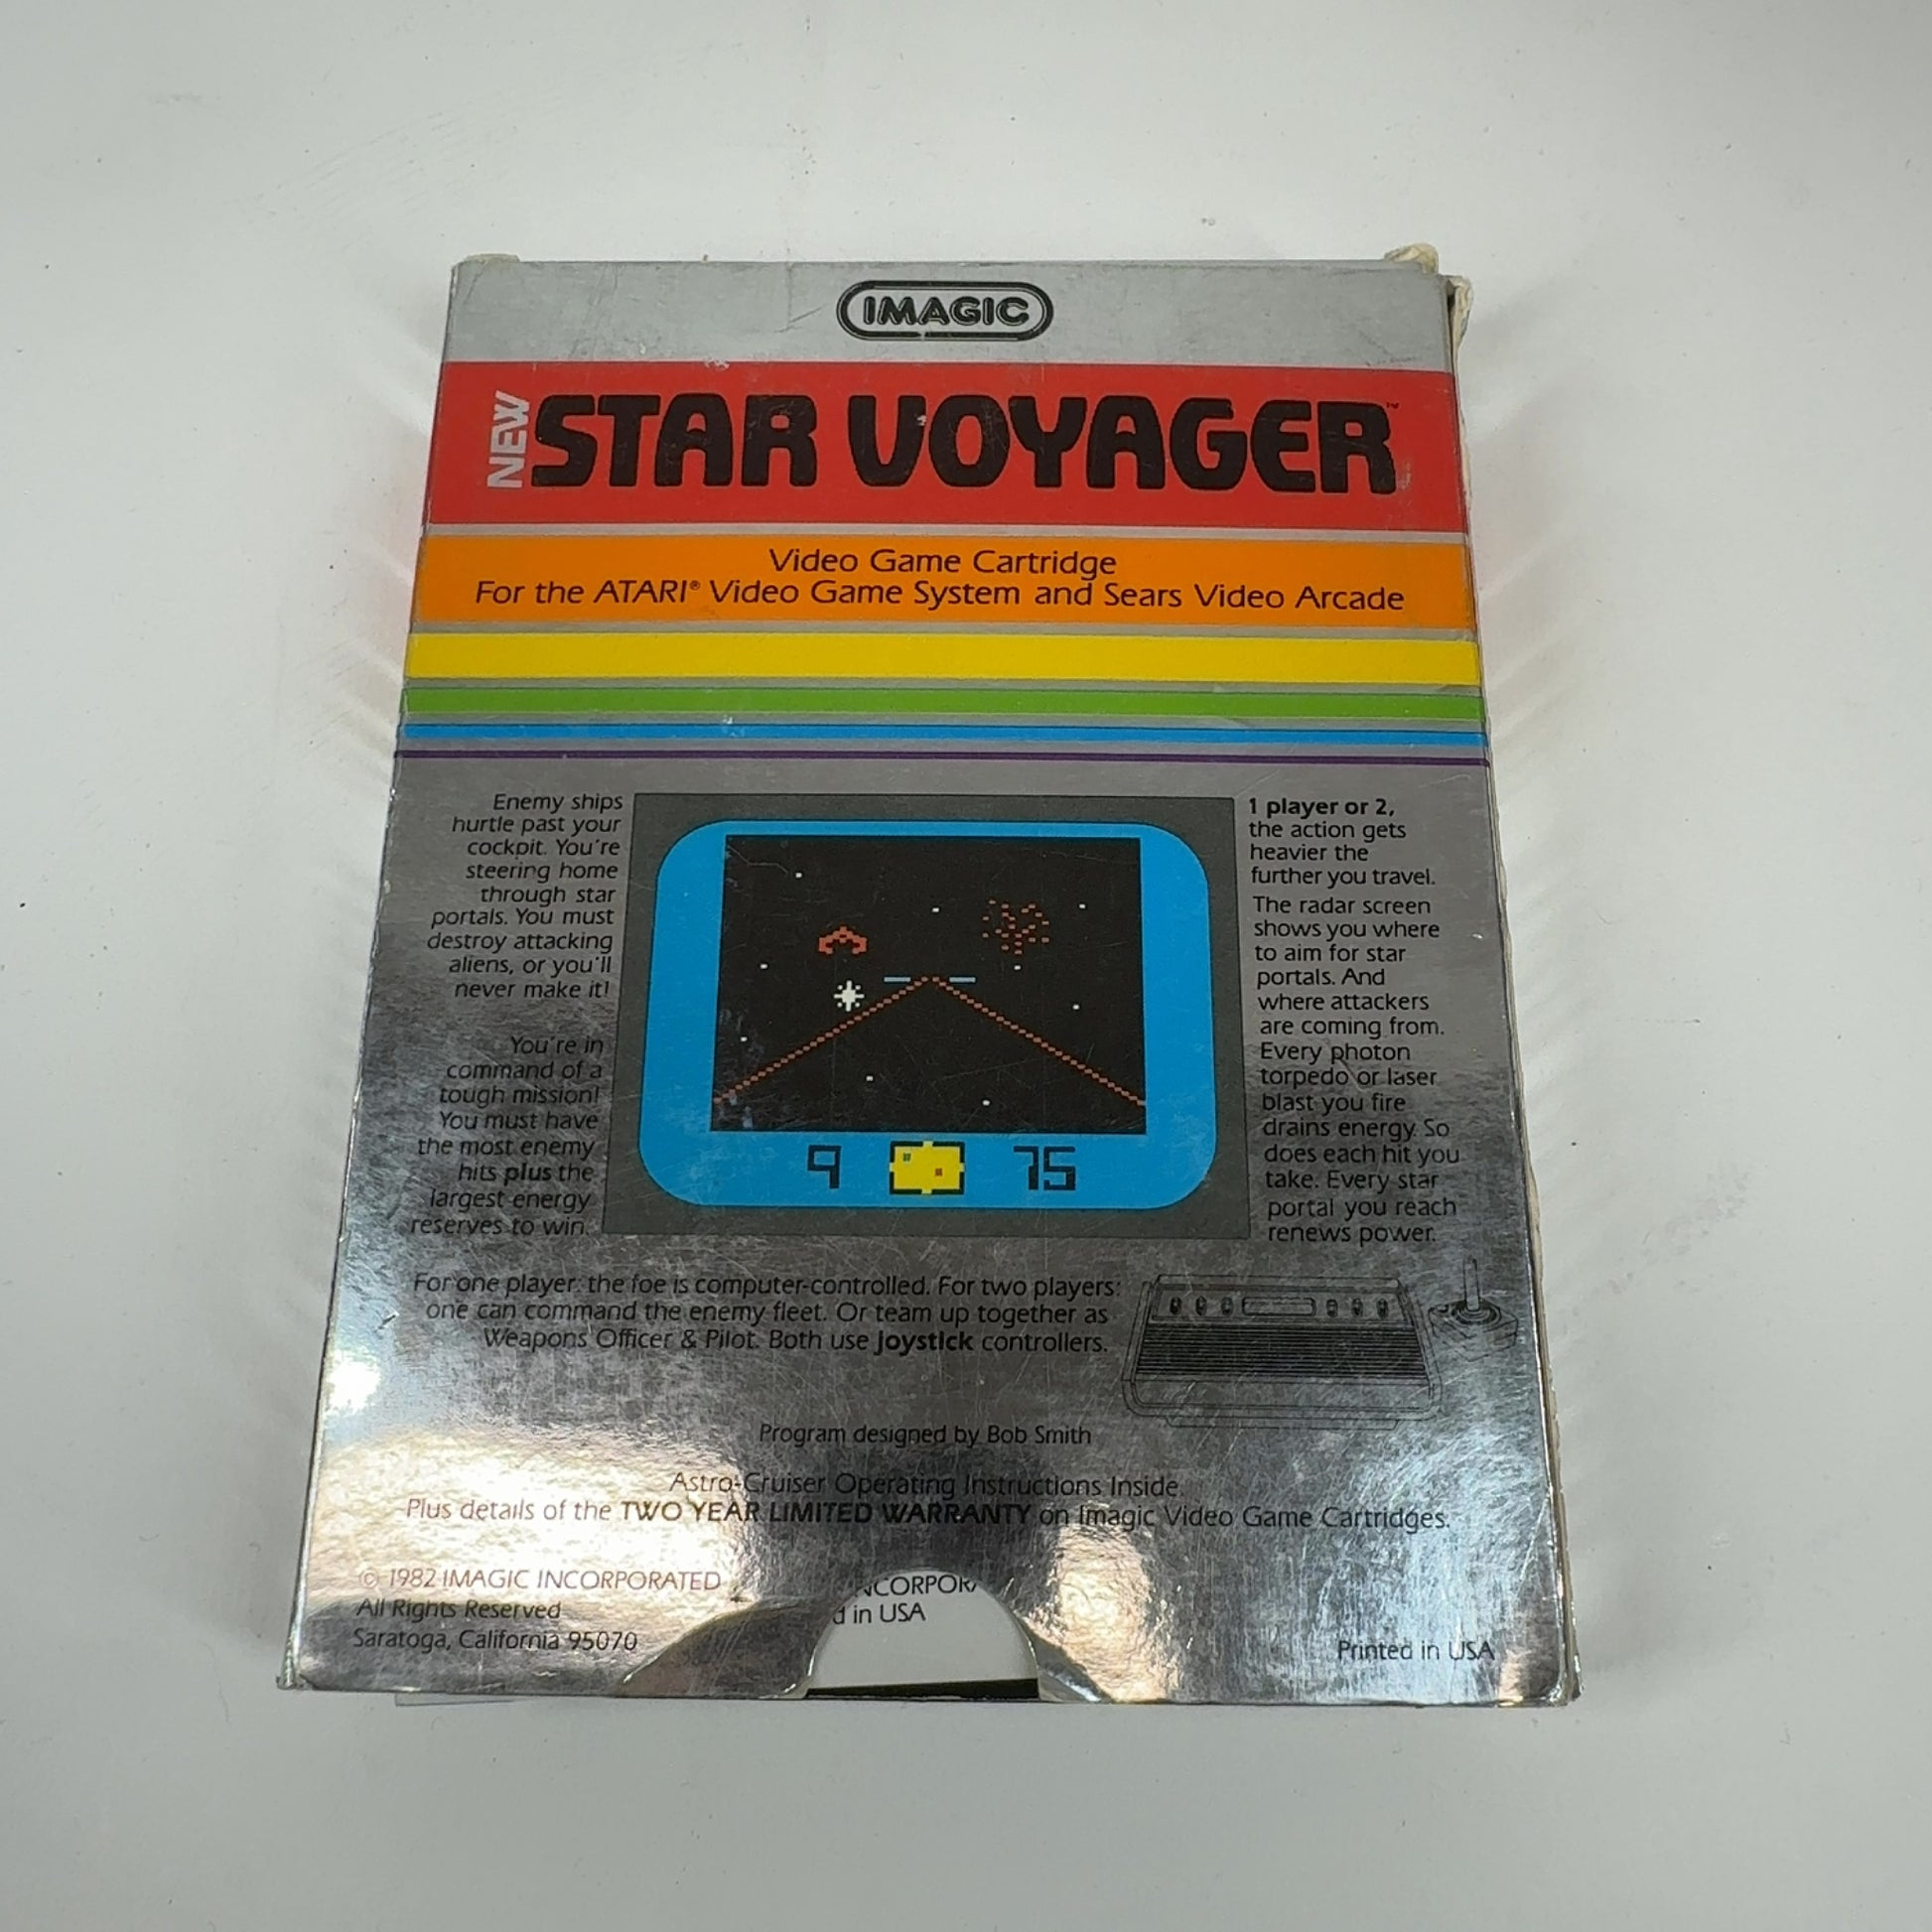 IMAGIC
NEW
STAR VOYAGER™
Video Game Cartridge
For the ATARI® Video Game System and Sears Video Arcade
Enemy ships
hurtle past your
cockpit. You're
steering home
through star
portals. You must
destroy attacking
aliens, or you'll
never make it!
You're in
command of a
tough mission!
You must have
the most enemy
hits plus the
largest energy
reserves to win.
9 75
1 player or 2,
the action gets
heavier the
further you travel.
The radar screen
shows you where
to aim for star
portals. And
where attackers
are coming from.
Every photon
torpedo or laser
blast you fire
drains energy. So
does each hit you
take. Every star
portal you reach
renews power.
For one player: the foe is computer-controlled. For two players:
one can command the enemy fleet. Or team up together as
Weapons Officer & Pilot. Both use Joystick controllers.
Program designed by Bob Smith
Astro-Cruiser Operating Instructions Inside.
Plus details of the TWO YEAR LIMITED WARRANTY on Imagic Video Game Cartridges.
© 1982 IMAGIC INCORPORATED
All Rights Reserved
Saratoga, California 95070
in USA
Printed in USA